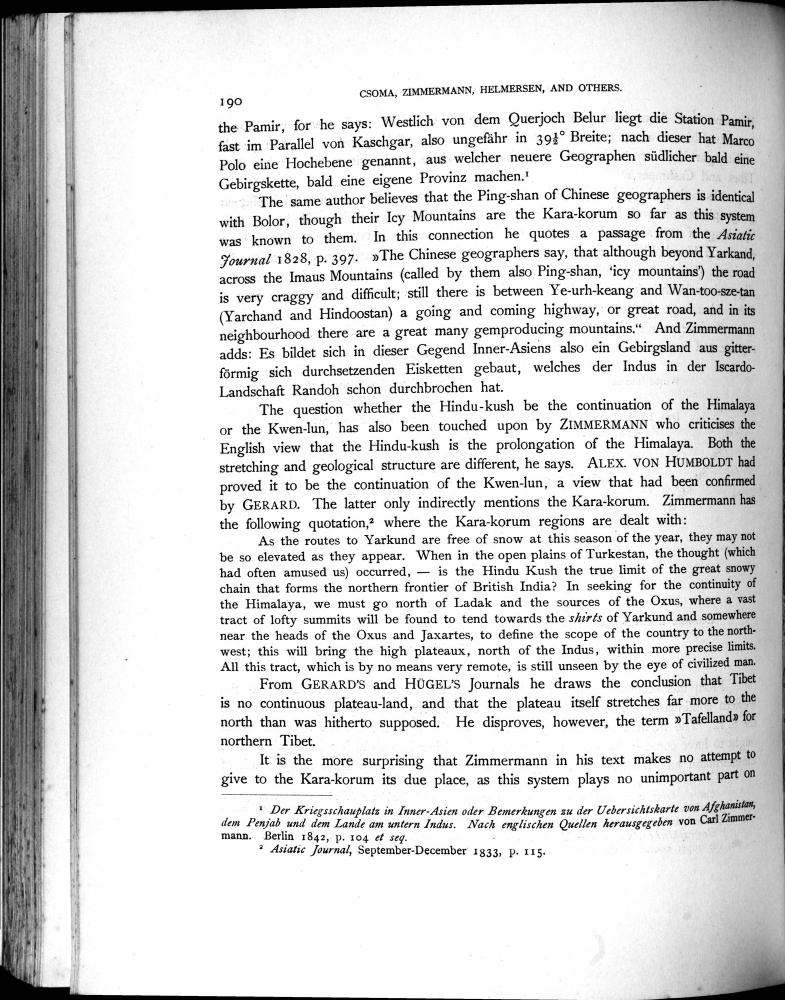 190
CSOMA, ZIMMERMANN, HELMERSEN, AND OTHERS.
the Pamir, for he says: Westlich von dem Querjoch Belur liegt die Station Pamir,
fast im Parallel von Kaschgar, also ungefähr in 39½° Breite; nach dieser hat Marco
Polo eine Hochebene genannt, aus welcher neuere Geographen südlicher bald eine
Gebirgskette, bald eine eigene Provinz machen.¹
The same author believes that the Ping-shan of Chinese geographers is identical
with Bolor, though their Icy Mountains are the Kara-korum so far as this system
was known to them. In this connection he quotes a passage from the Asiatic
Journal 1828, p. 397. »The Chinese geographers say, that although beyond Yarkand,
across the Imaus Mountains (called by them also Ping-shan, ‘icy mountains’) the road
is very craggy and difficult; still there is between Ye-urh-keang and Wan-too-sze-tan
(Yarchand and Hindoostan) a going and coming highway, or great road, and in its
neighbourhood there are a great many gemproducing mountains.“ And Zimmermann
adds: Es bildet sich in dieser Gegend Inner-Asiens also ein Gebirgsland aus gitter-
förmig sich durchsetzenden Eisketten gebaut, welches der Indus in der Iscardo-
Landschaft Randoh schon durchbrochen hat.
The question whether the Hindu-kush be the continuation of the Himalaya
or the Kwen-lun, has also been touched upon by ZIMMERMANN who criticises the
English view that the Hindu-kush is the prolongation of the Himalaya. Both the
stretching and geological structure are different, he says. ALEX. VON HUMBOLDT had
proved it to be the continuation of the Kwen-lun, a view that had been confirmed
by GERARD. The latter only indirectly mentions the Kara-korum. Zimmermann has
the following quotation,² where the Kara-korum regions are dealt with:
As the routes to Yarkund are free of snow at this season of the year, they may not
be so elevated as they appear. When in the open plains of Turkestan, the thought (which
had often amused us) occurred, — is the Hindu Kush the true limit of the great snowy
chain that forms the northern frontier of British India? In seeking for the continuity of
the Himalaya, we must go north of Ladak and the sources of the Oxus, where a vast
tract of lofty summits will be found to tend towards the shirts of Yarkund and somewhere
near the heads of the Oxus and Jaxartes, to define the scope of the country to the north-
west; this will bring the high plateaux, north of the Indus, within more precise limits.
All this tract, which is by no means very remote, is still unseen by the eye of civilized man.
From GERARD'S and HÜGEL'S Journals he draws the conclusion that Tibet
is no continuous plateau-land, and that the plateau itself stretches far more to the
north than was hitherto supposed. He disproves, however, the term »Tafelland» for
northern Tibet.
It is the more surprising that Zimmermann in his text makes no attempt to
give to the Kara-korum its due place, as this system plays no unimportant part on
¹ Der Kriegsschauplatz in Inner-Asien oder Bemerkungen zu der Uebersichtskarte von Afghanistan,
dem Penjab und dem Lande am untern Indus. Nach englischen Quellen herausgegeben von Carl Zimmer-
mann. Berlin 1842, p. 104 et seq.
² Asiatic Journal, September-December 1833, p. 115.